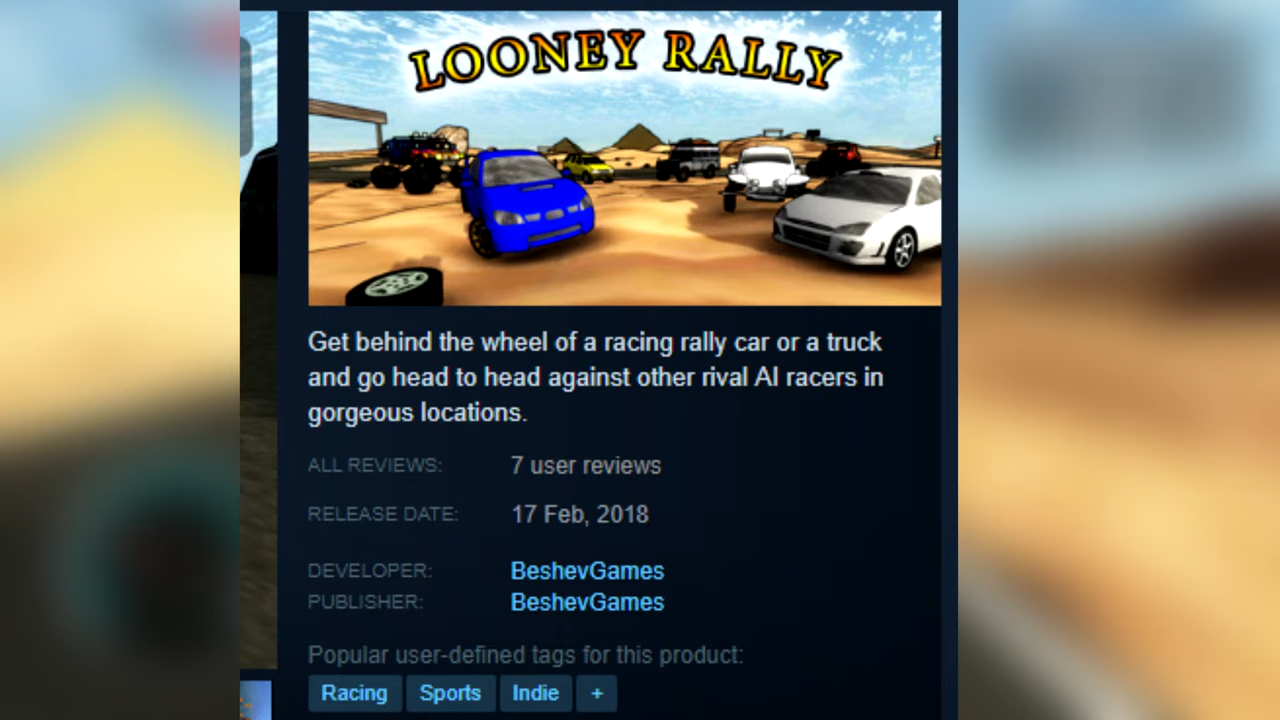 LOONEY RALLY
Get behind the wheel of a racing rally car or a truck
and go head to head against other rival AI racers in
gorgeous locations.
ALL REVIEWS: 7 user reviews
RELEASE DATE: 17 Feb, 2018
DEVELOPER: BeshevGames
PUBLISHER: BeshevGames
Popular user-defined tags for this product:
Racing Sports Indie +